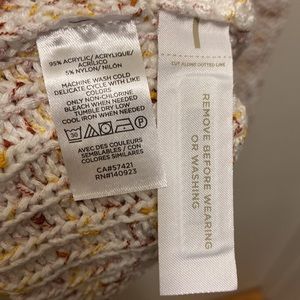 95% ACRYLIC/ ACRYLIQUE/
ACRÍLICO
5% NYLON/ NILÓN
MACHINE WASH COLD
DELICATE CYCLE WITH LIKE
COLORS
ONLY NON-CHLORINE
BLEACH WHEN NEEDED
TUMBLE DRY LOW
COOL IRON WHEN NEEDED
30
AVEC DES COULEURS
SEMBLABLES / CON
COLORES SIMILARES
CA#57421
RN#140923
CUT ALONG DOTTED LINE
REMOVE BEFORE WEARING
OR WASHING